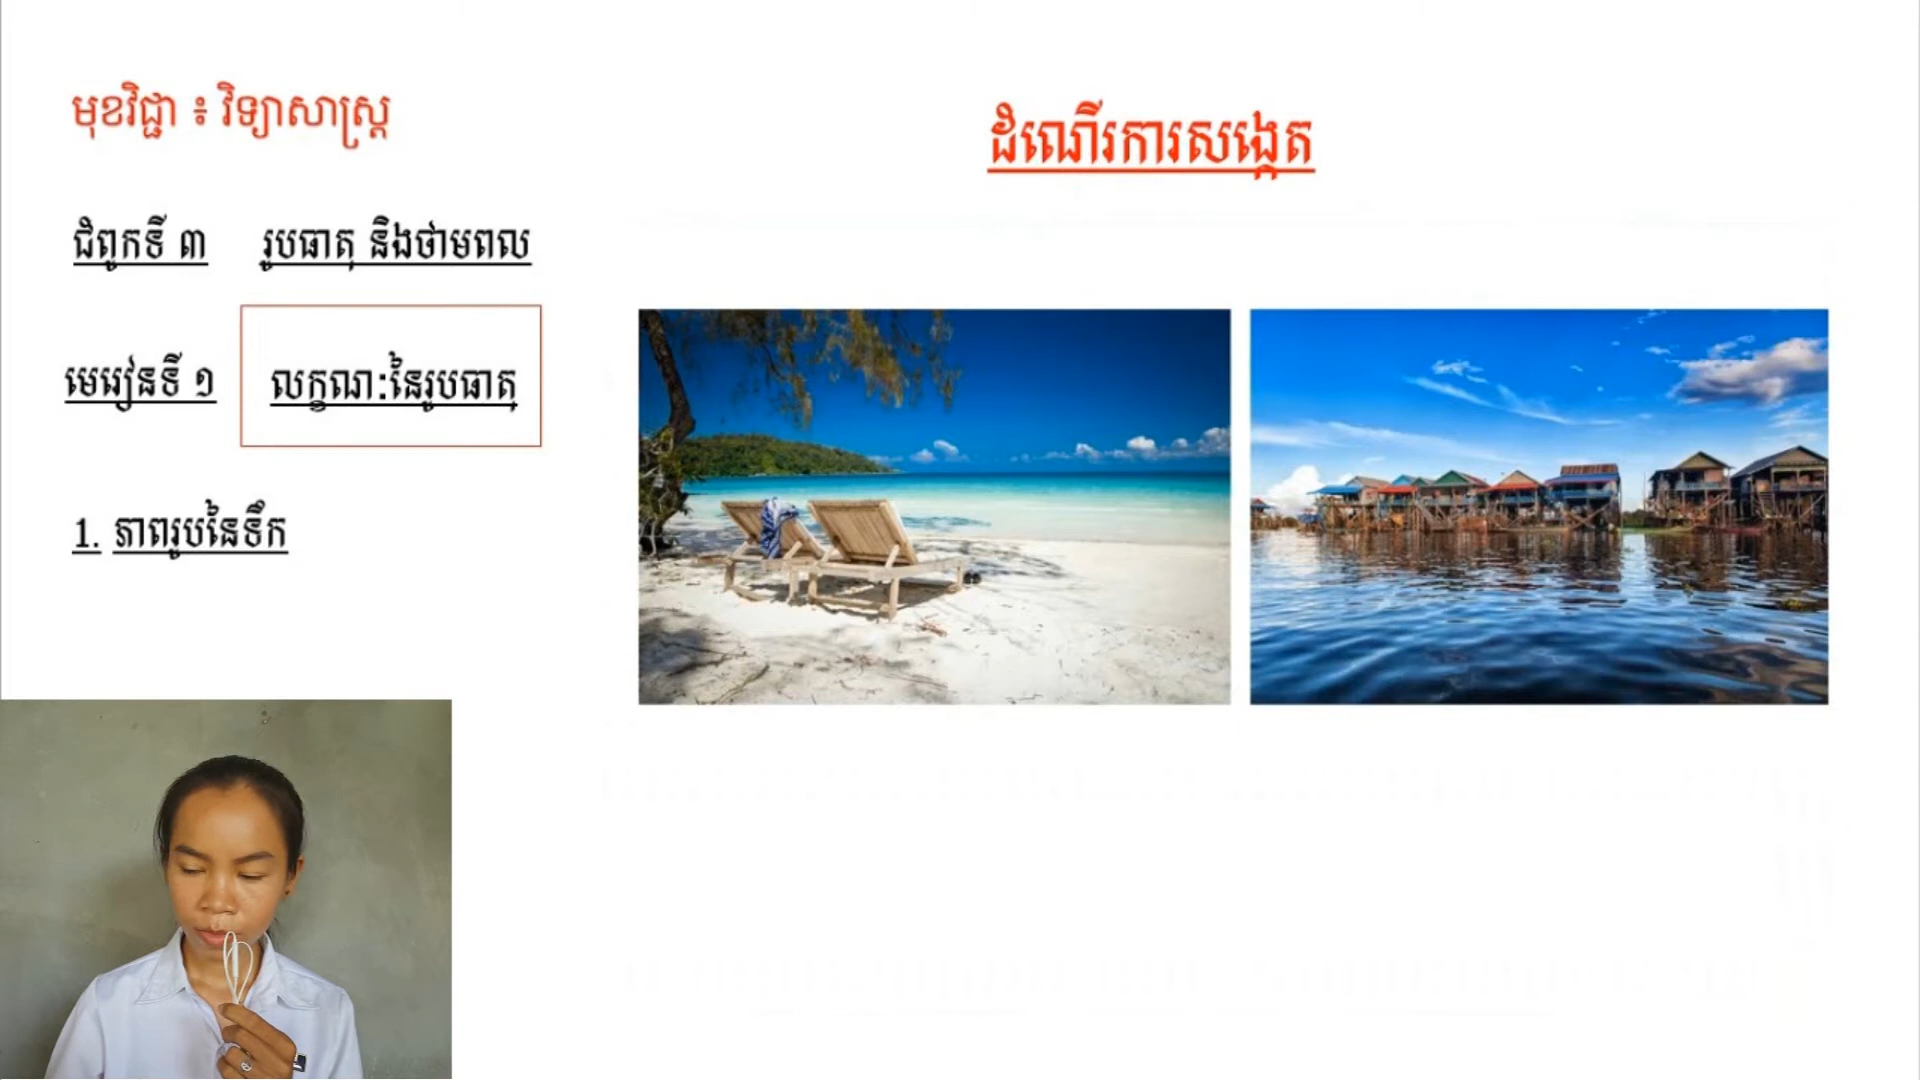 មុខវិជ្ជា ៖ វិទ្យាសាស្ត្រ
ដំណើរការសង្កេត
ជំពូកទី ៣ រូបធាតុ និងថាមពល
មេរៀនទី ១ លក្ខណៈនៃរូបធាតុ
1. ភាពរូបនៃទឹក